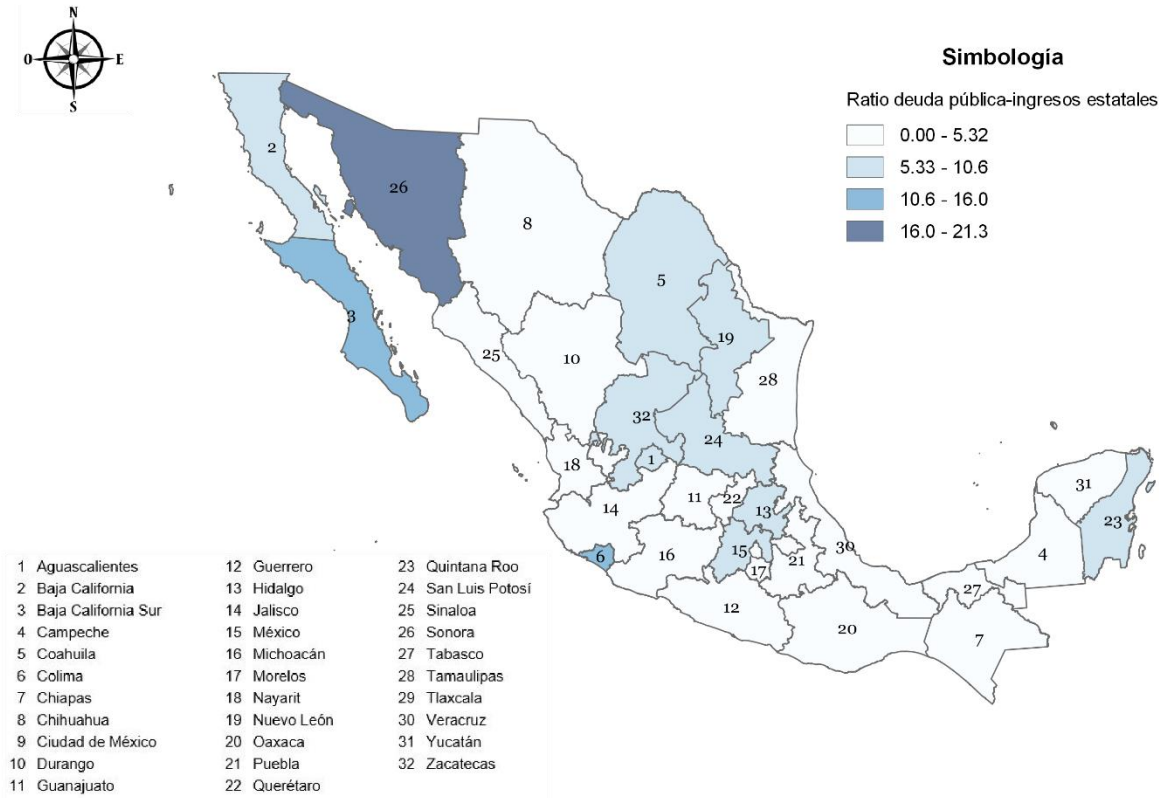 N
O
E
S
Simbología
Ratio deuda pública-ingresos estatales
0.00 - 5.32
5.33 - 10.6
10.6 - 16.0
16.0 - 21.3
2
26
8
5
3
19
25
10
28
32
24
18
1
11
22
13
14
31
23
6
16
15
17
21
30
4
27
12
20
7
1 Aguascalientes
2 Baja California
3 Baja California Sur
4 Campeche
5 Coahuila
6 Colima
7 Chiapas
8 Chihuahua
9 Ciudad de México
10 Durango
11 Guanajuato
12 Guerrero
13 Hidalgo
14 Jalisco
15 México
16 Michoacán
17 Morelos
18 Nayarit
19 Nuevo León
20 Oaxaca
21 Puebla
22 Querétaro
23 Quintana Roo
24 San Luis Potosí
25 Sinaloa
26 Sonora
27 Tabasco
28 Tamaulipas
29 Tlaxcala
30 Veracruz
31 Yucatán
32 Zacatecas